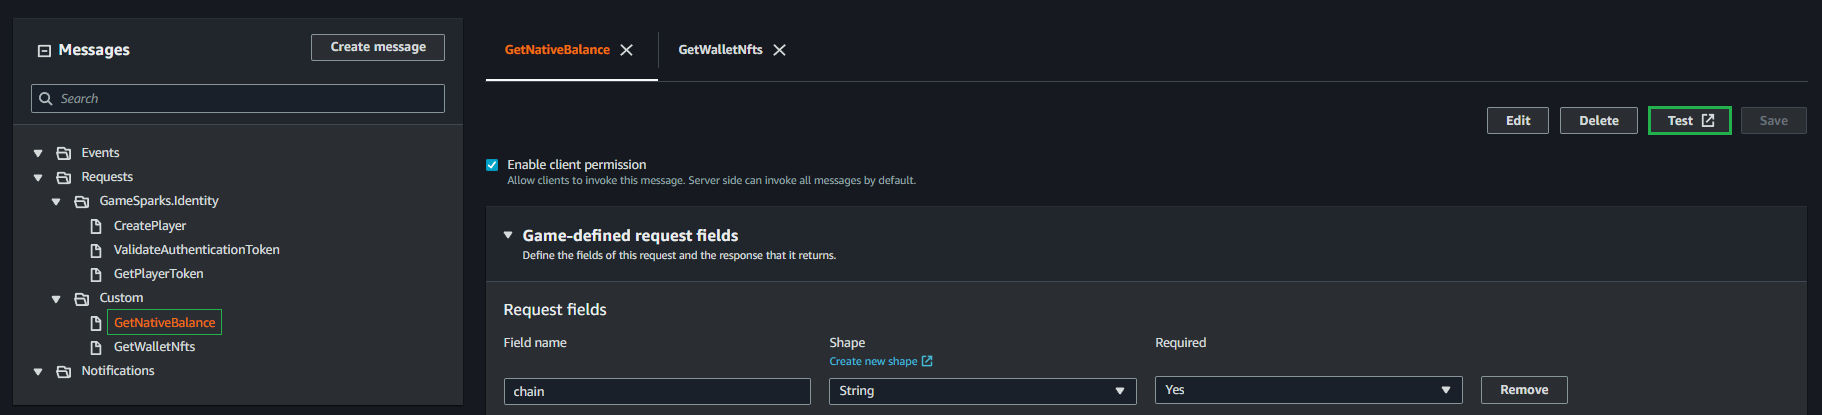 Messages
Create message
Search
Events
Requests
GameSparks.Identity
CreatePlayer
ValidateAuthenticationToken
GetPlayerToken
Custom
GetNativeBalance
GetWalletNfts
Notifications
GetNativeBalance GetWalletNfts
Edit Delete Test Save
Enable client permission
Allow clients to invoke this message. Server side can invoke all messages by default.
Game-defined request fields
Define the fields of this request and the response that it returns.
Request fields
Field name Shape Required
Create new shape
chain String Yes Remove